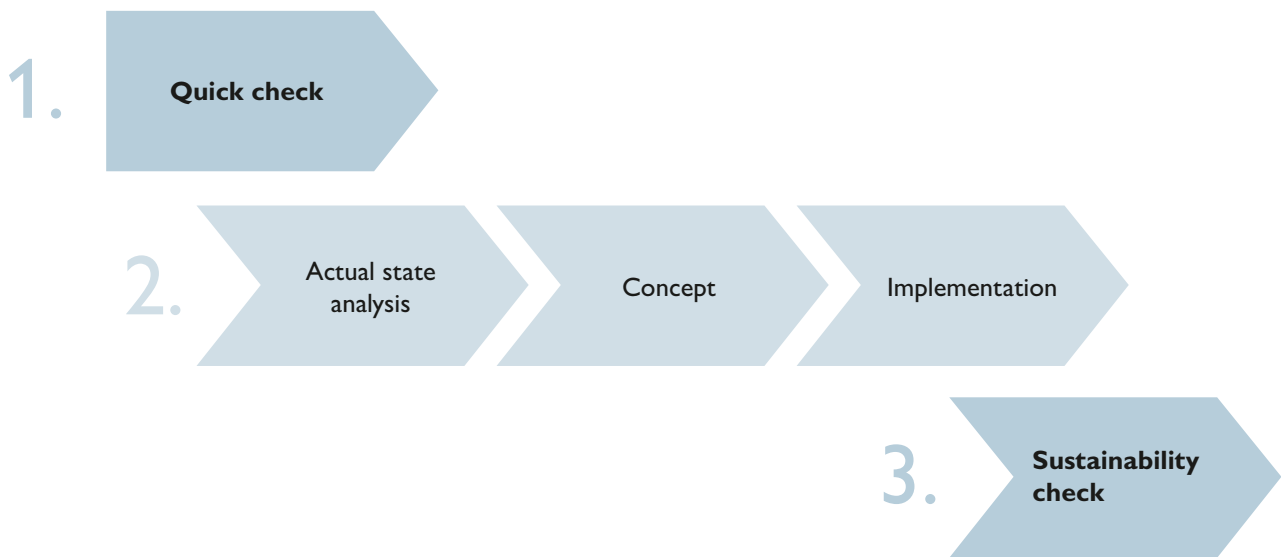 1.
Quick check
2.
Actual state
analysis
Concept
Implementation
3.
Sustainability
check